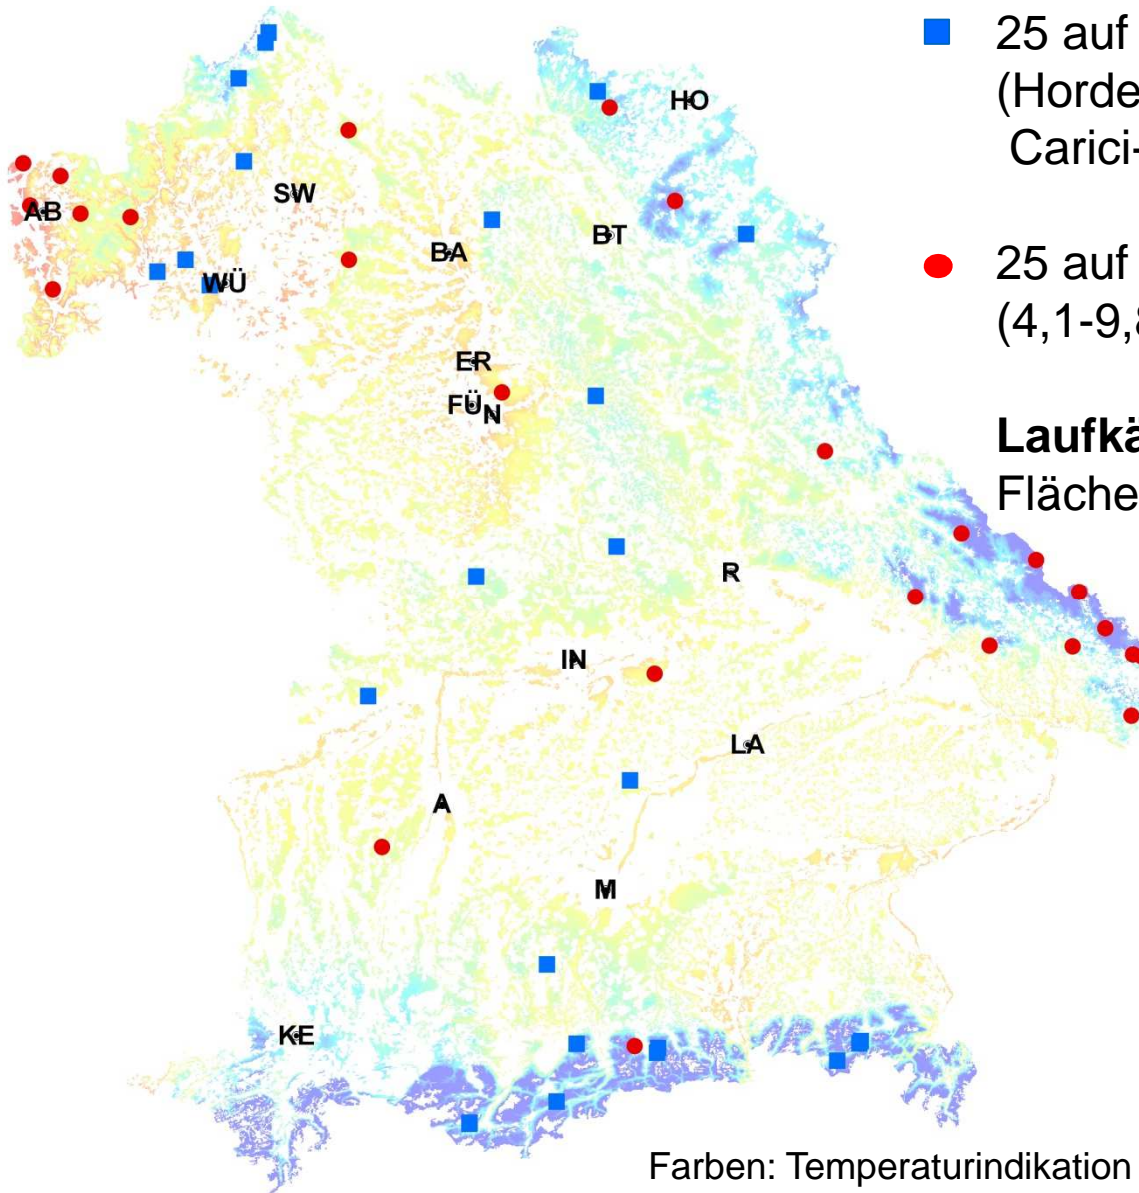 25 auf
(Horde
Carici-
25 auf
(4,1-9,8
Laufkä
Fläche
HO
SW
AB
BT
BA
WÜ
ER
FÜ
N
R
IN
LA
A
M
KE
Farben: Temperaturindikation